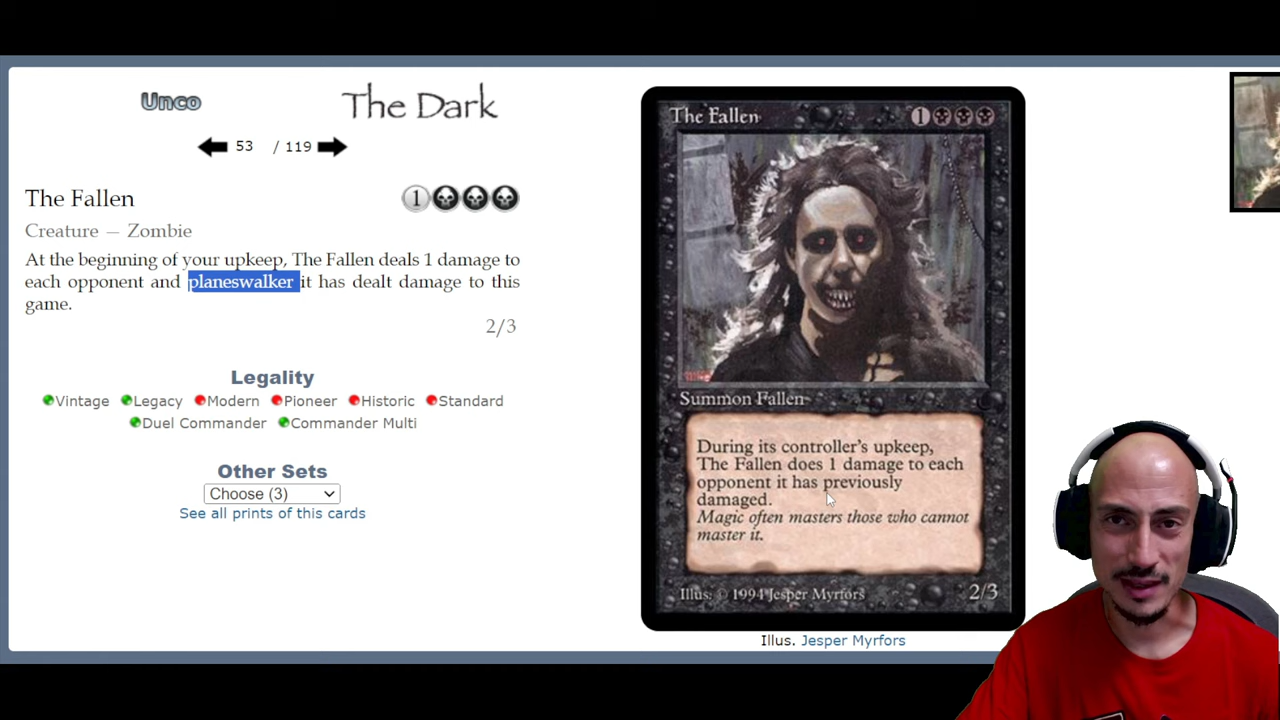 Unco
The Dark
53 / 119
The Fallen 1
Creature — Zombie
At the beginning of your upkeep, The Fallen deals 1 damage to
each opponent and planeswalker it has dealt damage to this
game.
2/3
Legality
Vintage Legacy Modern Pioneer Historic Standard
Duel Commander Commander Multi
Other Sets
Choose (3)
See all prints of this cards
The Fallen 1
Summon Fallen
During its controller's upkeep,
The Fallen does 1 damage to each
opponent it has previously
damaged.
Magic often masters those who cannot
master it.
Illus. © 1994 Jesper Myrfors 2/3
Illus. Jesper Myrfors